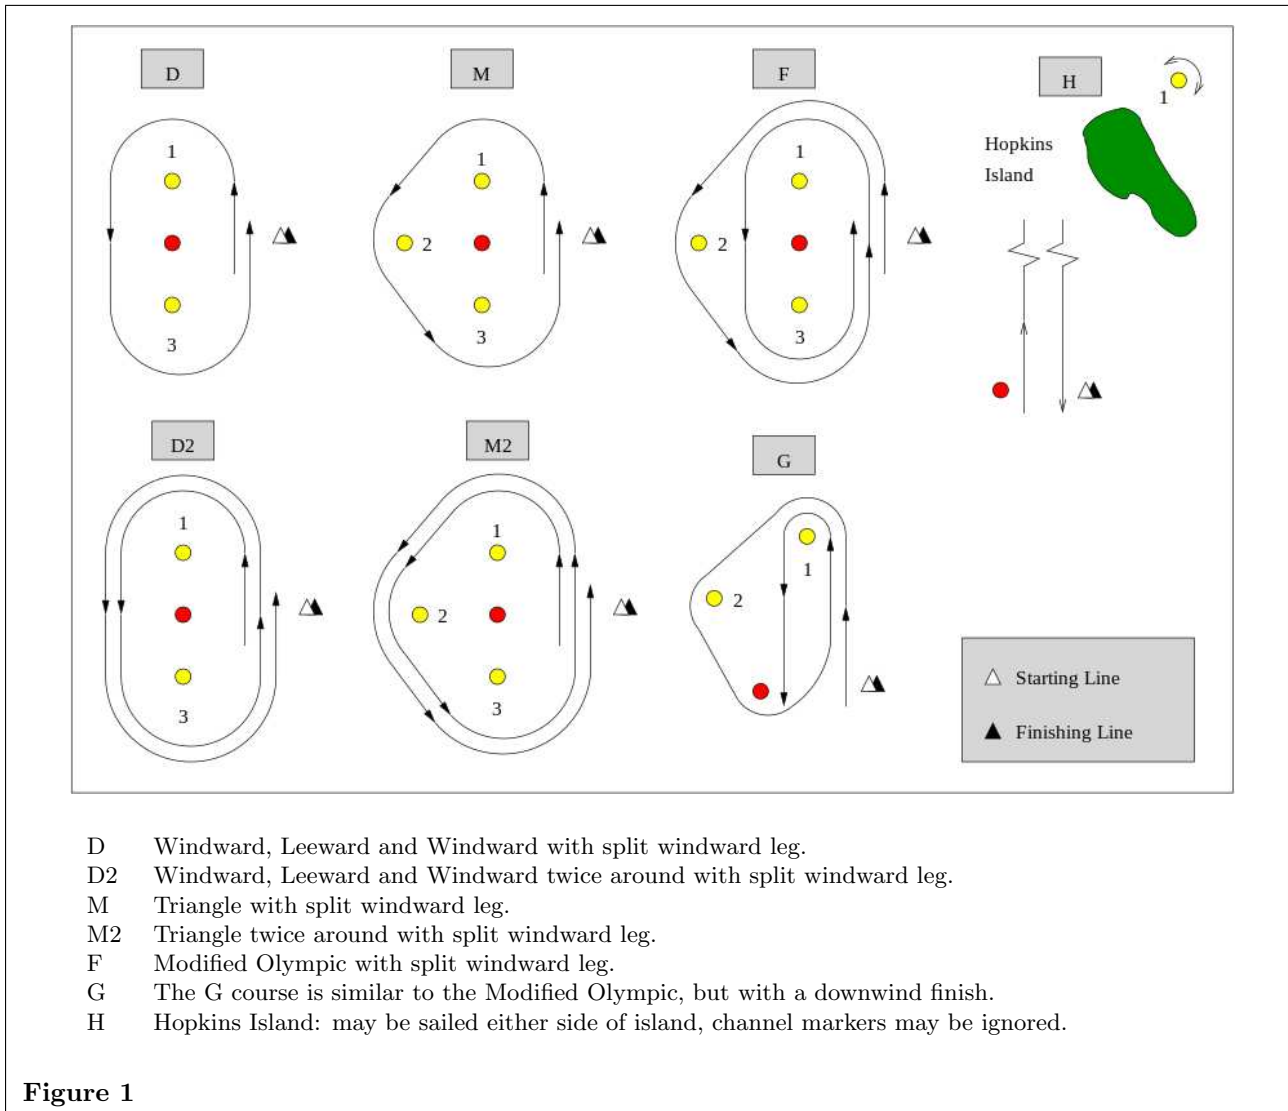 D
M
F
H
1
1
1
1
Hopkins
Island
2
2
3
3
3
D2
M2
G
1
1
1
2
2
3
3
Starting Line
Finishing Line
D Windward, Leeward and Windward with split windward leg.
D2 Windward, Leeward and Windward twice around with split windward leg.
M Triangle with split windward leg.
M2 Triangle twice around with split windward leg.
F Modified Olympic with split windward leg.
G The G course is similar to the Modified Olympic, but with a downwind finish.
H Hopkins Island: may be sailed either side of island, channel markers may be ignored.
Figure 1